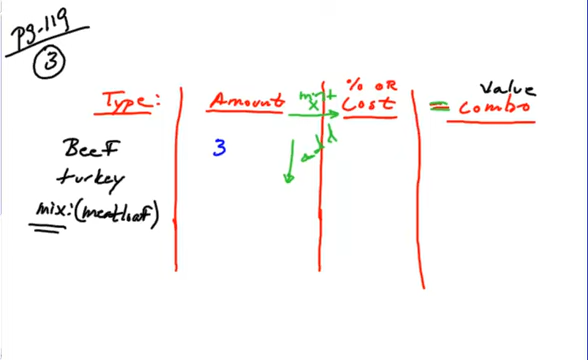 pg.119
3
Type: Amount mult x % OR Cost = Value combo
Beef 3 add
turkey
mix: (meatloaf)